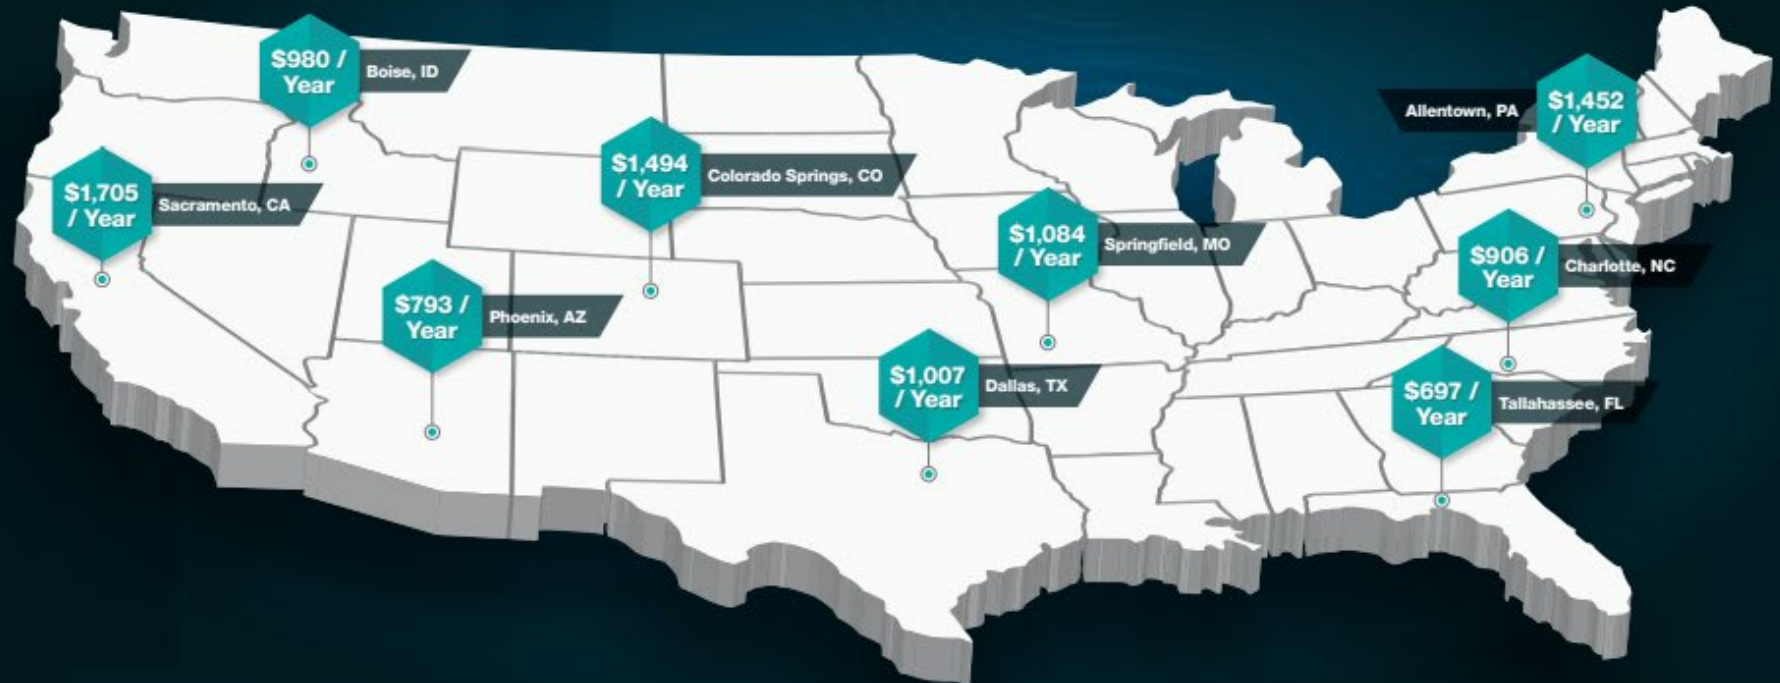 $980 /
Year
Boise, ID
Allentown, PA
$1,452
/ Year
$1,494
/ Year
Colorado Springs, CO
$1,705
/ Year
Sacramento, CA
$1,084
/ Year
Springfield, MO
$906 /
Year
Charlotte, NC
$793 /
Year
Phoenix, AZ
$1,007
/ Year
Dallas, TX
$697 /
Year
Tallahassee, FL